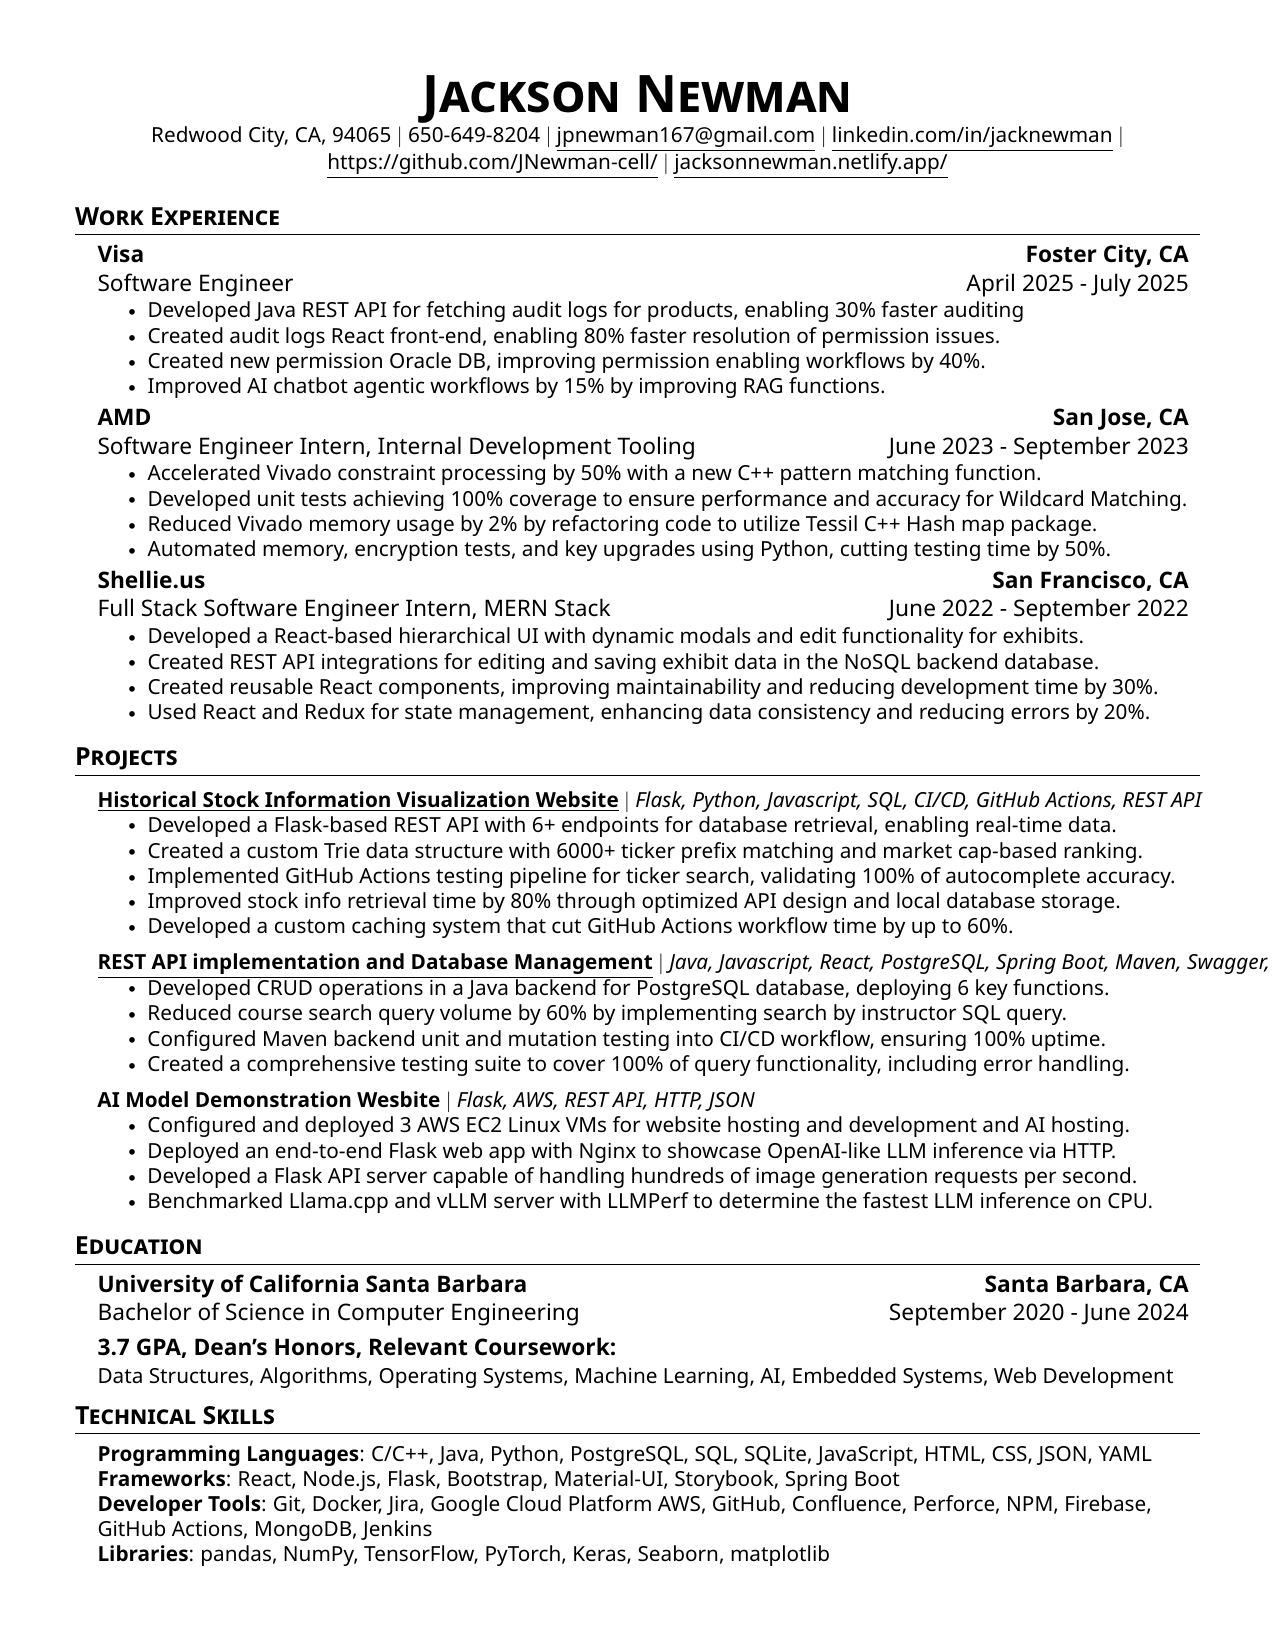 Jackson Newman
Redwood City, CA, 94065 | 650-649-8204 | jpnewman167@gmail.com | linkedin.com/in/jacknewman |
https://github.com/JNewman-cell/ | jacksonnewman.netlify.app/
Work Experience
Visa Foster City, CA
Software Engineer April 2025 - July 2025
• Developed Java REST API for fetching audit logs for products, enabling 30% faster auditing
• Created audit logs React front-end, enabling 80% faster resolution of permission issues.
• Created new permission Oracle DB, improving permission enabling workflows by 40%.
• Improved AI chatbot agentic workflows by 15% by improving RAG functions.
AMD San Jose, CA
Software Engineer Intern, Internal Development Tooling June 2023 - September 2023
• Accelerated Vivado constraint processing by 50% with a new C++ pattern matching function.
• Developed unit tests achieving 100% coverage to ensure performance and accuracy for Wildcard Matching.
• Reduced Vivado memory usage by 2% by refactoring code to utilize Tessil C++ Hash map package.
• Automated memory, encryption tests, and key upgrades using Python, cutting testing time by 50%.
Shellie.us San Francisco, CA
Full Stack Software Engineer Intern, MERN Stack June 2022 - September 2022
• Developed a React-based hierarchical UI with dynamic modals and edit functionality for exhibits.
• Created REST API integrations for editing and saving exhibit data in the NoSQL backend database.
• Created reusable React components, improving maintainability and reducing development time by 30%.
• Used React and Redux for state management, enhancing data consistency and reducing errors by 20%.
Projects
Historical Stock Information Visualization Website | Flask, Python, Javascript, SQL, CI/CD, GitHub Actions, REST API
• Developed a Flask-based REST API with 6+ endpoints for database retrieval, enabling real-time data.
• Created a custom Trie data structure with 6000+ ticker prefix matching and market cap-based ranking.
• Implemented GitHub Actions testing pipeline for ticker search, validating 100% of autocomplete accuracy.
• Improved stock info retrieval time by 80% through optimized API design and local database storage.
• Developed a custom caching system that cut GitHub Actions workflow time by up to 60%.
REST API implementation and Database Management | Java, Javascript, React, PostgreSQL, Spring Boot, Maven, Swagger,
• Developed CRUD operations in a Java backend for PostgreSQL database, deploying 6 key functions.
• Reduced course search query volume by 60% by implementing search by instructor SQL query.
• Configured Maven backend unit and mutation testing into CI/CD workflow, ensuring 100% uptime.
• Created a comprehensive testing suite to cover 100% of query functionality, including error handling.
AI Model Demonstration Wesbite | Flask, AWS, REST API, HTTP, JSON
• Configured and deployed 3 AWS EC2 Linux VMs for website hosting and development and AI hosting.
• Deployed an end-to-end Flask web app with Nginx to showcase OpenAI-like LLM inference via HTTP.
• Developed a Flask API server capable of handling hundreds of image generation requests per second.
• Benchmarked Llama.cpp and vLLM server with LLMPerf to determine the fastest LLM inference on CPU.
Education
University of California Santa Barbara Santa Barbara, CA
Bachelor of Science in Computer Engineering September 2020 - June 2024
3.7 GPA, Dean’s Honors, Relevant Coursework:
Data Structures, Algorithms, Operating Systems, Machine Learning, AI, Embedded Systems, Web Development
Technical Skills
Programming Languages: C/C++, Java, Python, PostgreSQL, SQL, SQLite, JavaScript, HTML, CSS, JSON, YAML
Frameworks: React, Node.js, Flask, Bootstrap, Material-UI, Storybook, Spring Boot
Developer Tools: Git, Docker, Jira, Google Cloud Platform AWS, GitHub, Confluence, Perforce, NPM, Firebase,
GitHub Actions, MongoDB, Jenkins
Libraries: pandas, NumPy, TensorFlow, PyTorch, Keras, Seaborn, matplotlib